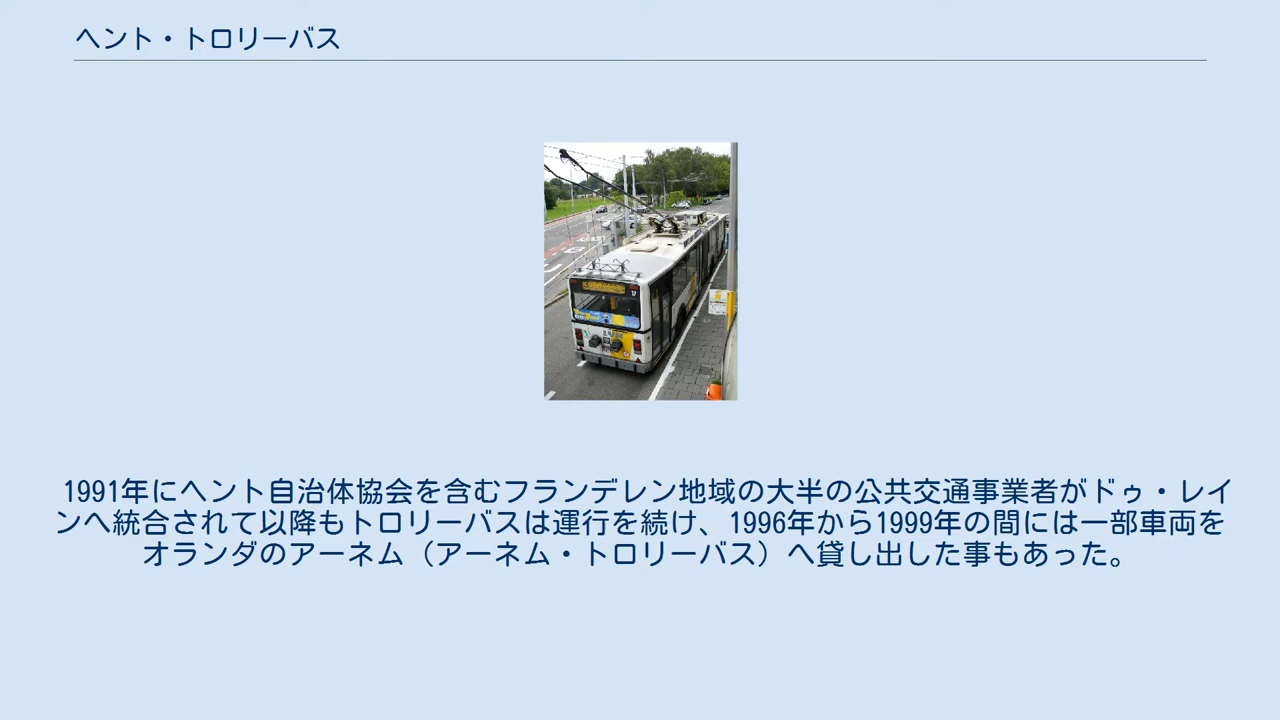 ヘント・トロリーバス
1991年にヘント自治体協会を含むフランデレン地域の大半の公共交通事業者がドゥ・レイ
ンへ統合されて以降もトロリーバスは運行を続け、1996年から1999年の間には一部車両を
オランダのアーネム（アーネム・トロリーバス）へ貸し出した事もあった。